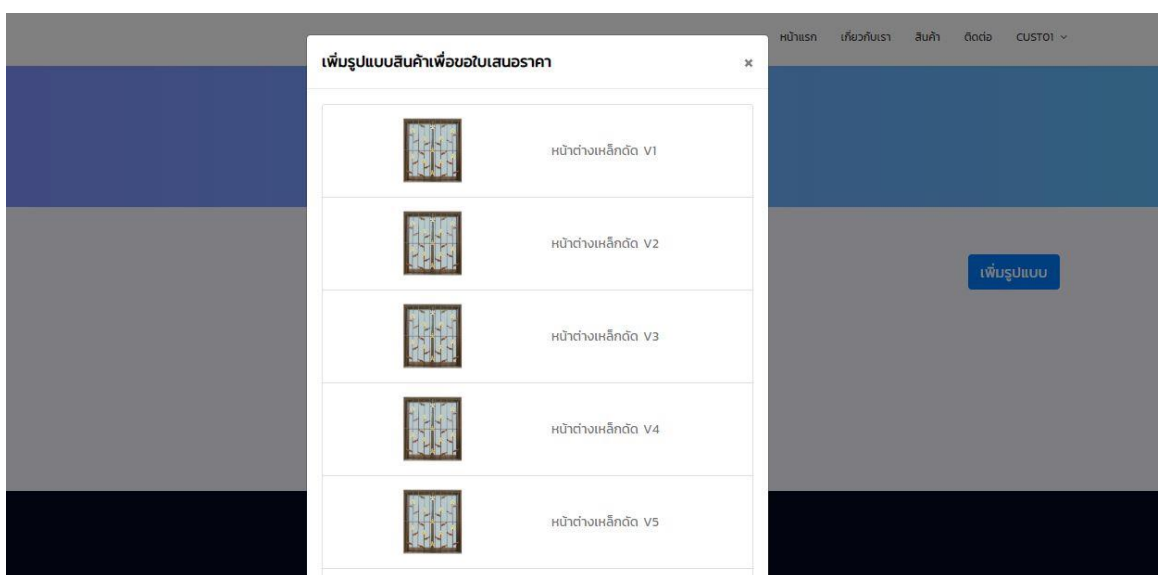 หน้าแรก เกี่ยวกับเรา สินค้า ติดต่อ CUST01
เพิ่มรูปแบบสินค้าเพื่อขอใบเสนอราคา ×
หน้าต่างเหล็กดัด V1
หน้าต่างเหล็กดัด V2
เพิ่มรูปแบบ
หน้าต่างเหล็กดัด V3
หน้าต่างเหล็กดัด V4
หน้าต่างเหล็กดัด V5